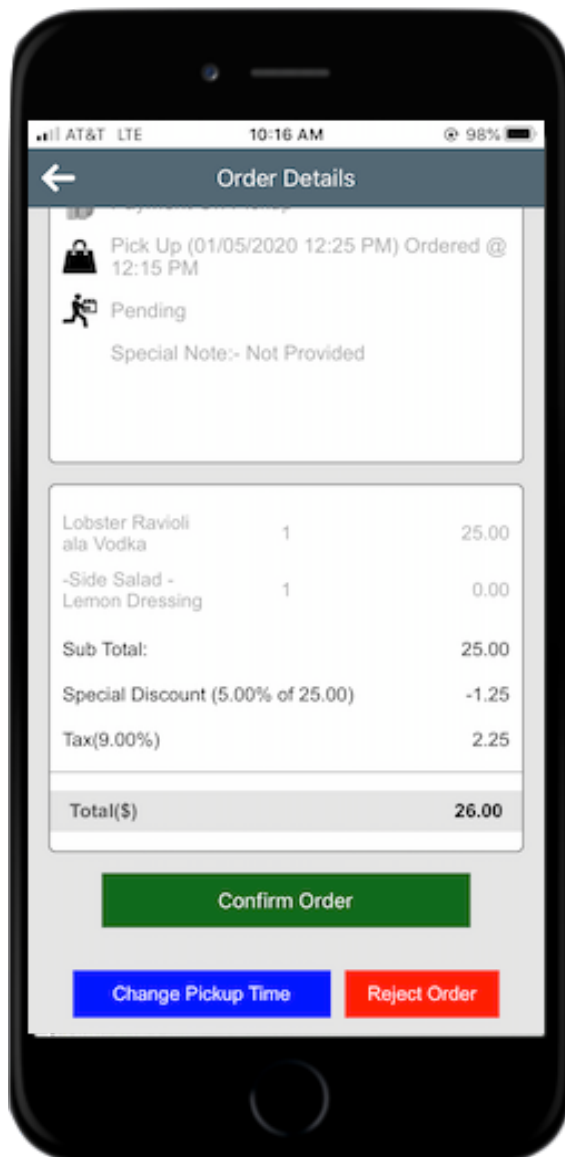 AT&T LTE 10:16 AM 98%
Order Details
Payment On Pickup
Pick Up (01/05/2020 12:25 PM) Ordered @
12:15 PM
Pending
Special Note:- Not Provided
Lobster Ravioli
ala Vodka 1 25.00
-Side Salad -
Lemon Dressing 1 0.00
Sub Total: 25.00
Special Discount (5.00% of 25.00) -1.25
Tax(9.00%) 2.25
Total($) 26.00
Confirm Order
Change Pickup Time Reject Order